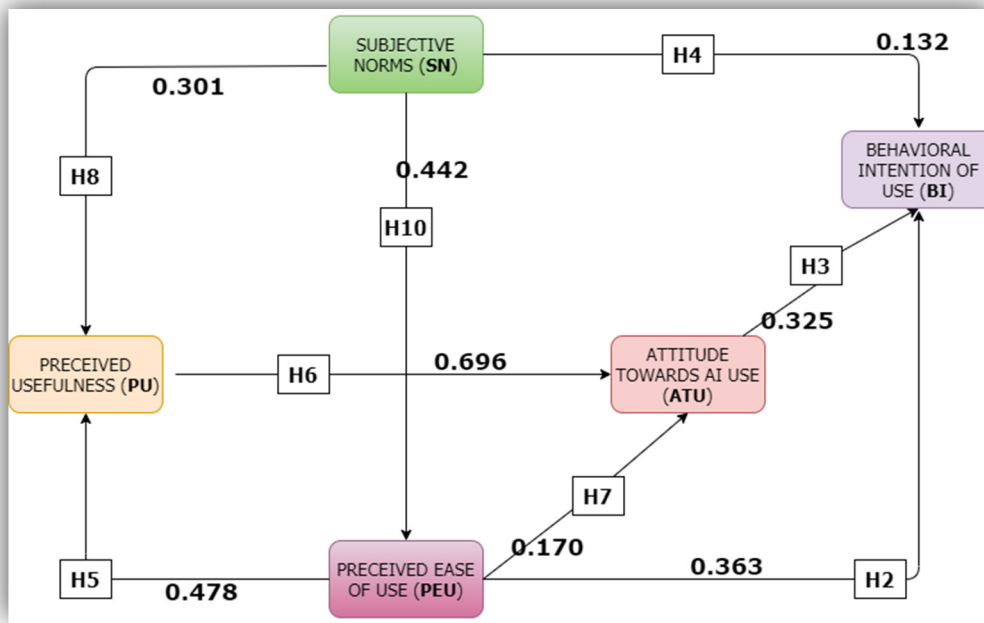 SUBJECTIVE
NORMS (SN)
H4
0.132
0.301
BEHAVIORAL
INTENTION OF
USE (BI)
H8
0.442
H10
H3
0.325
PRECEIVED
USEFULNESS (PU)
H6
0.696
ATTITUDE
TOWARDS AI USE
(ATU)
H7
0.170
H5
0.478
PRECEIVED EASE
OF USE (PEU)
0.363
H2